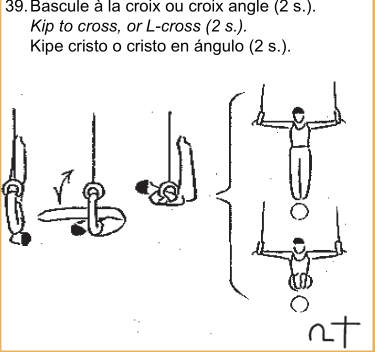 39. Bascule à la croix ou croix angle (2 s.).
Kip to cross, or L-cross (2 s.).
Kipe cristo o cristo en ángulo (2 s.).